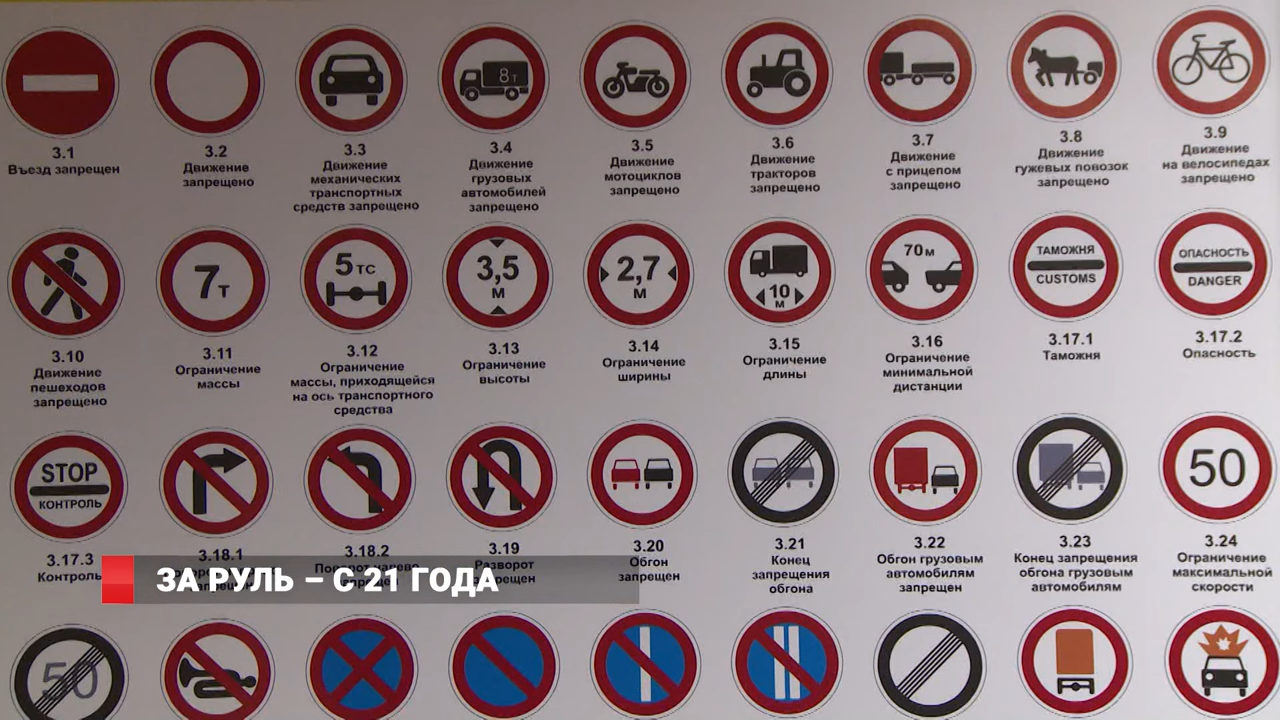 8т
3.1
Въезд запрещен
3.2
Движение
запрещено
3.3
Движение
механических
транспортных
средств запрещено
3.4
Движение
грузовых
автомобилей
запрещено
3.5
Движение
мотоциклов
запрещено
3.6
Движение
тракторов
запрещено
3.7
Движение
с прицепом
запрещено
3.8
Движение
гужевых повозок
запрещено
3.9
Движение
на велосипедах
запрещено
7т
5тс
3,5
м
2,7
м
10
м
70м
ТАМОЖНЯ
CUSTOMS
ОПАСНОСТЬ
DANGER
3.10
Движение
пешеходов
запрещено
3.11
Ограничение
массы
3.12
Ограничение
массы, приходящейся
на ось транспортного
средства
3.13
Ограничение
высоты
3.14
Ограничение
ширины
3.15
Ограничение
длины
3.16
Ограничение
минимальной
дистанции
3.17.1
Таможня
3.17.2
Опасность
STOP
КОНТРОЛЬ
50
3.17.3
Контроль
3.18.1
3.18.2
3.19
Разворот
3.20
Обгон
запрещен
3.21
Конец
запрещения
обгона
3.22
Обгон грузовым
автомобилям
запрещен
3.23
Конец запрещения
обгона грузовым
автомобилям
3.24
Ограничение
максимальной
скорости
ЗА РУЛЬ – С 21 ГОДА
50